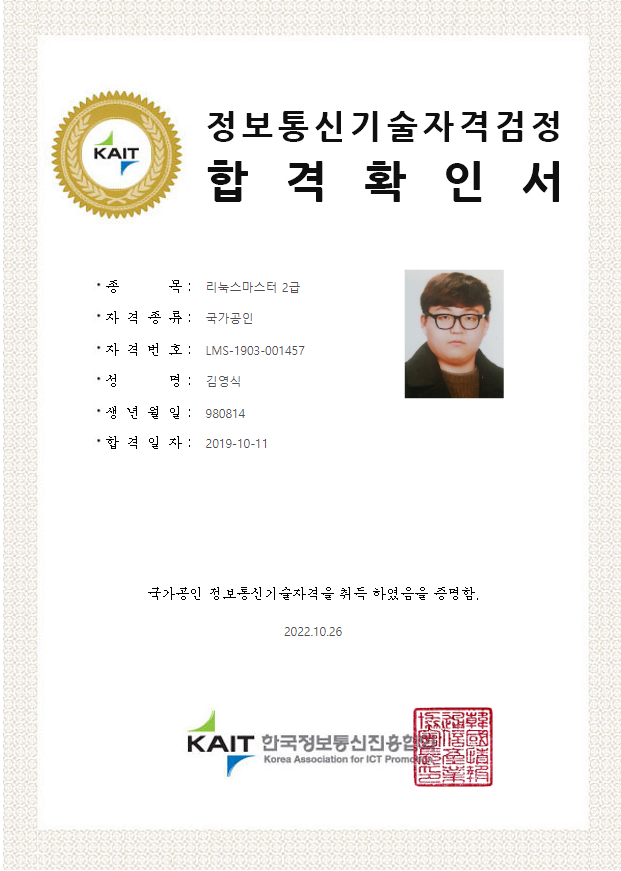 KAIT
정보통신기술자격검정
합격확인서
· 종 목 : 리눅스마스터 2급
· 자격종류 : 국가공인
· 자격번호 : LMS-1903-001457
· 성 명 : 김영식
· 생년월일 : 980814
· 합격일자 : 2019-10-11
국가공인 정보통신기술자격을 취득 하였음을 증명함.
2022.10.26
KAIT 한국정보통신진흥협회
Korea Association for ICT Promotion